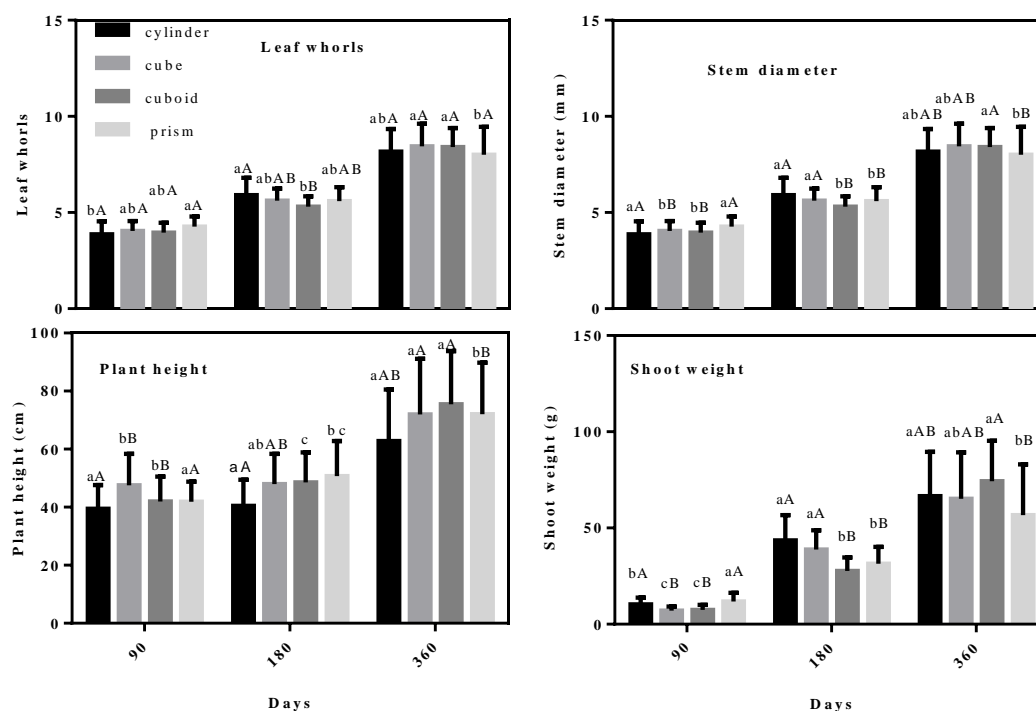 15
10
5
0
Leaf whorls
cylinder
cube
cuboid
prism
Leaf whorls
bA abA abA aA
aA abAB bB abAB
abA aA aA bA
15
10
5
0
Stem diameter (mm)
Stem diameter
aA bB bB aA
aA aA bB bB
abAB abAB aA bB
100
80
60
40
20
0
Plant height (cm)
Plant height
aA bB bB aA
aA abAB c bc
aAB aA aA bB
90 180 360
Days
150
100
50
0
Shoot weight (g)
Shoot weight
bA cB cB aA
aA aA bB bB
aAB abAB aA bB
90 180 360
Days